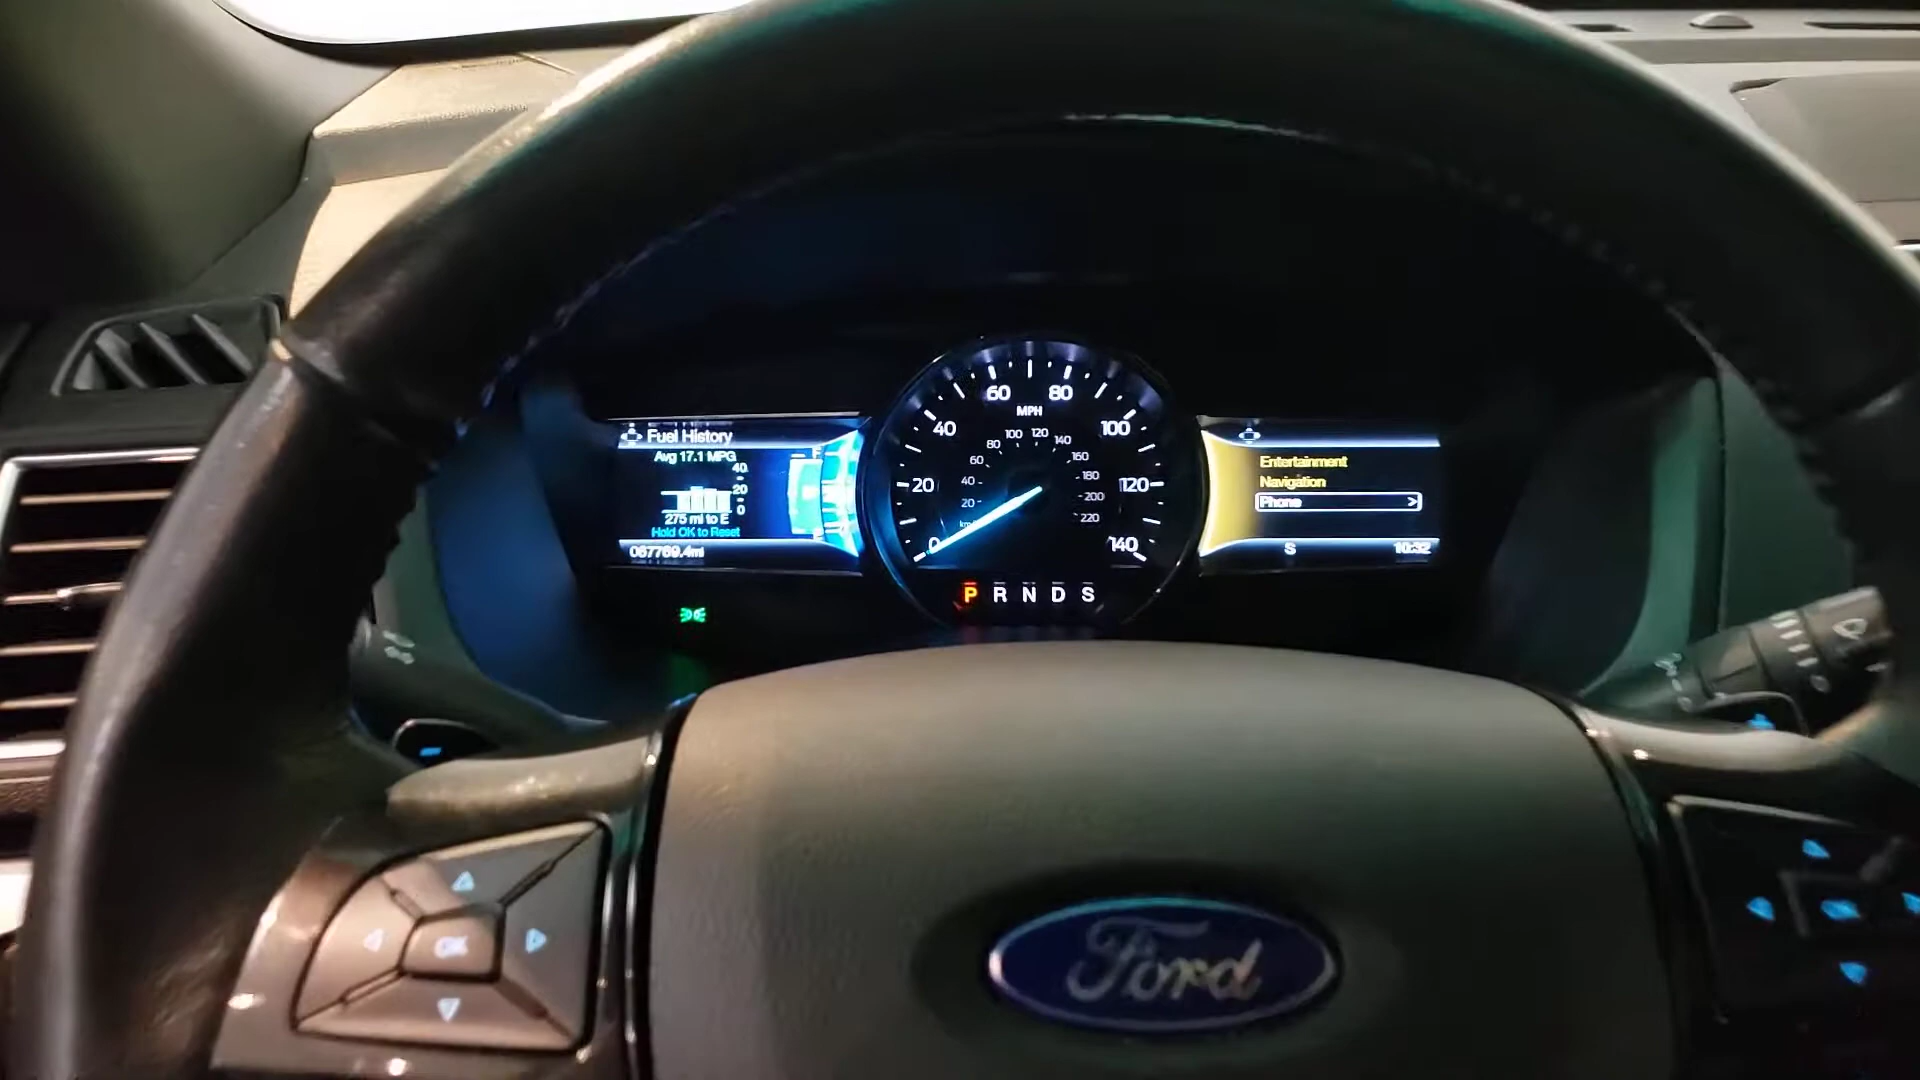 Fuel History
Avg 17.1 MPG
40
20
0
275 mi to E
Hold OK to Reset
067769.4mi
F
0
20
40
60
80
100
120
140
MPH
20
40
60
80
100
120
140
160
180
200
220
P R N D S
Entertainment
Navigation
Phone >
S
10:32
OK
Ford
OK